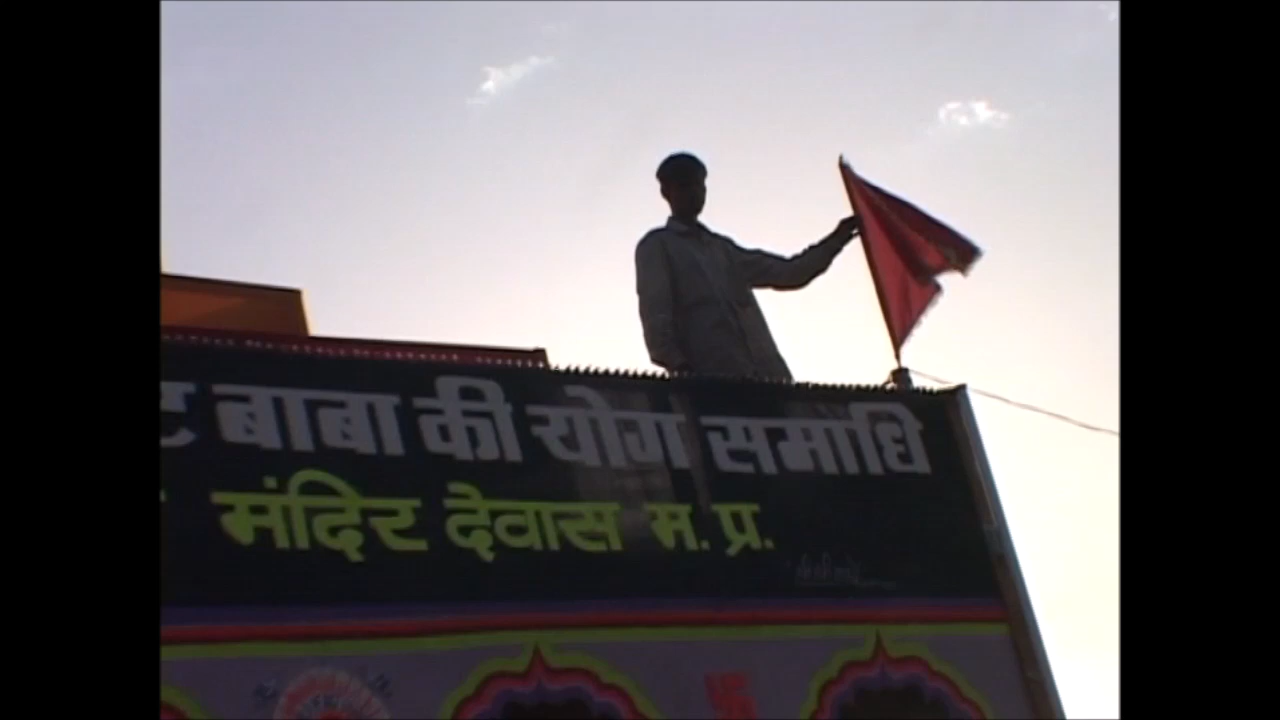 बाबा की योग समाधि
मंदिर देवास म. प्र.